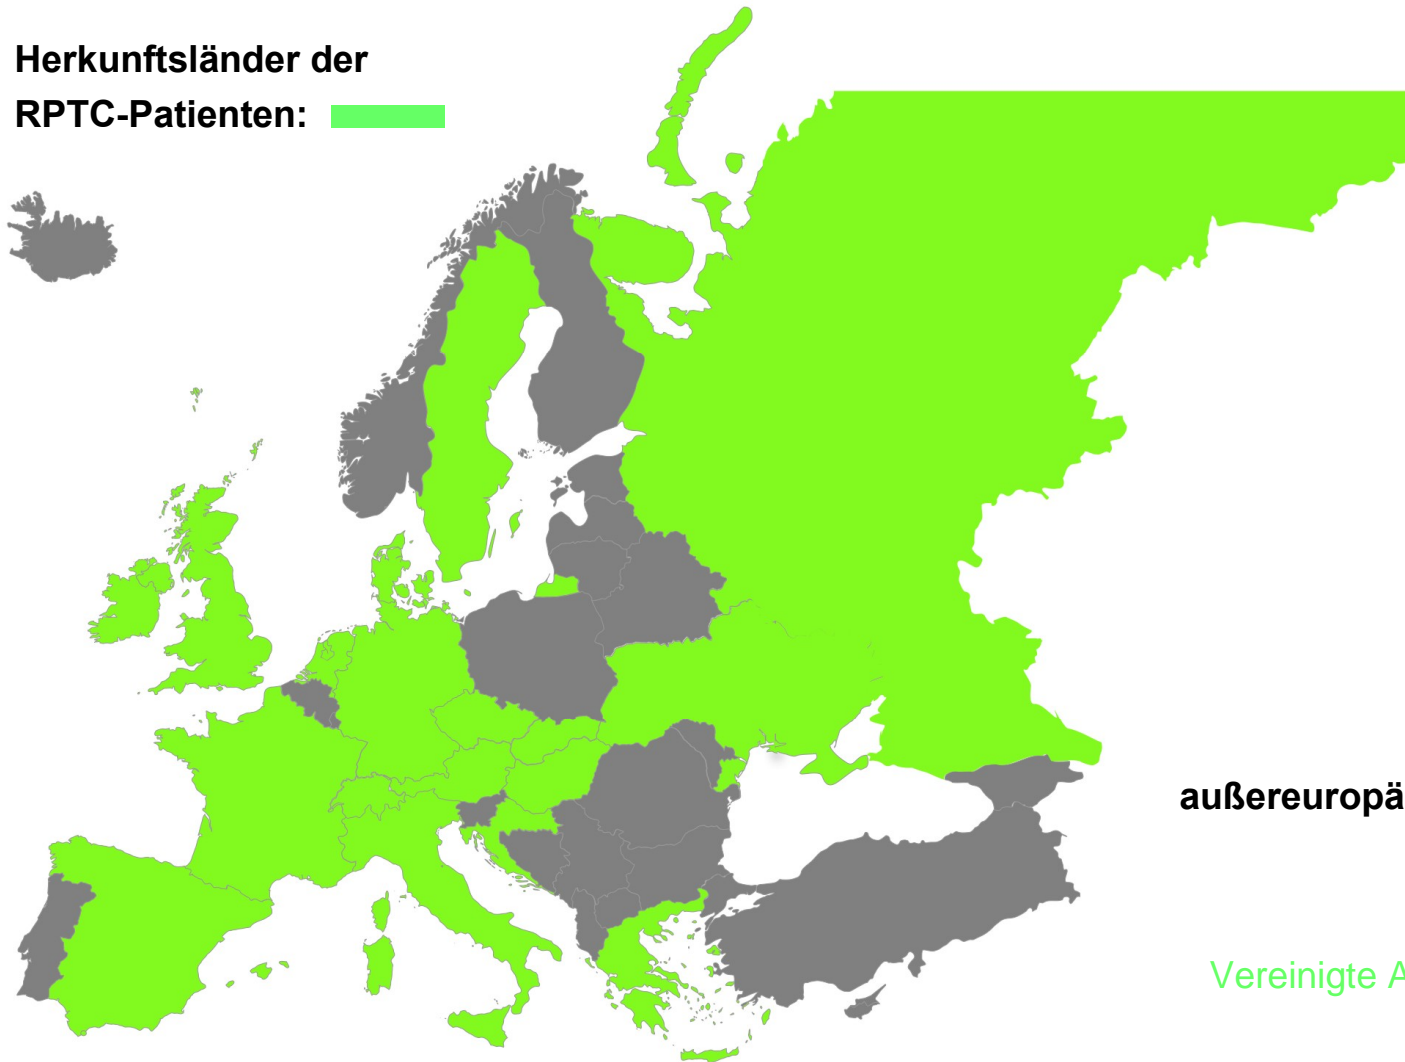 Herkunftsländer der
RPTC-Patienten:
außereuropä
Vereinigte A